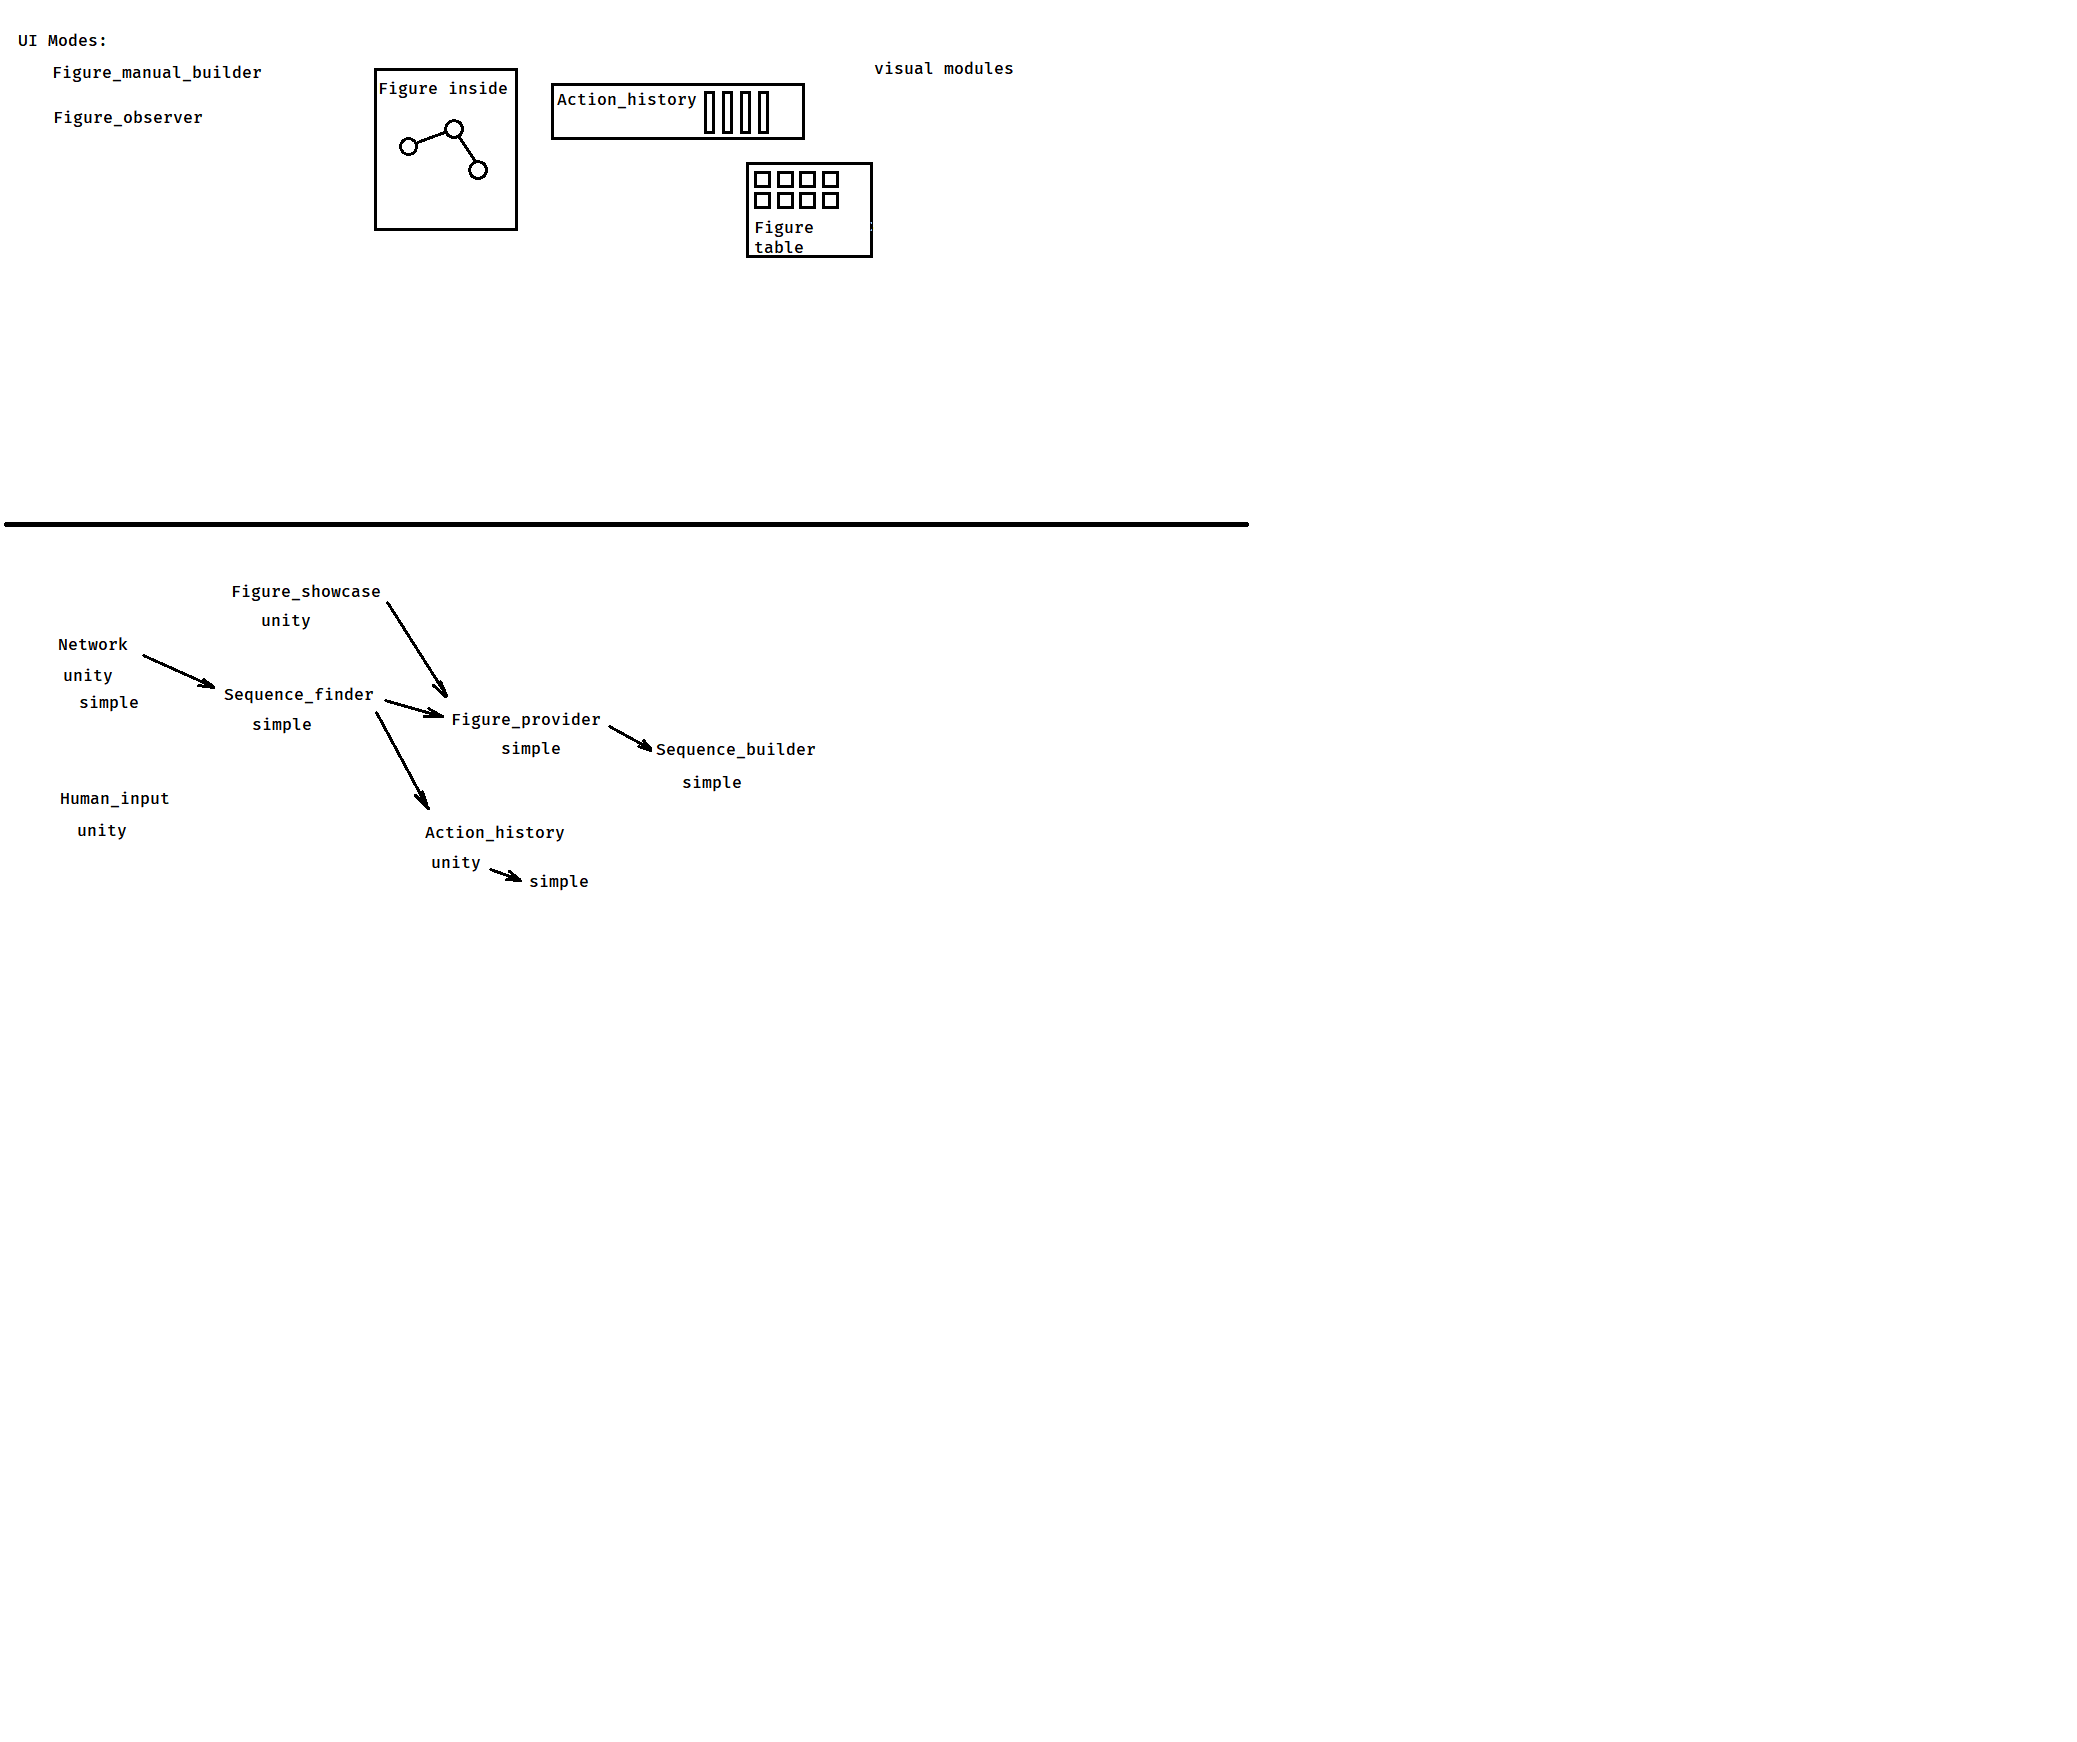 UI Modes:
Figure_manual_builder
Figure_observer
Figure inside
Action_history
visual modules
Figure
table
Figure_showcase
unity
Network
unity
simple
Sequence_finder
simple
Figure_provider
simple
Sequence_builder
simple
Human_input
unity
Action_history
unity
simple